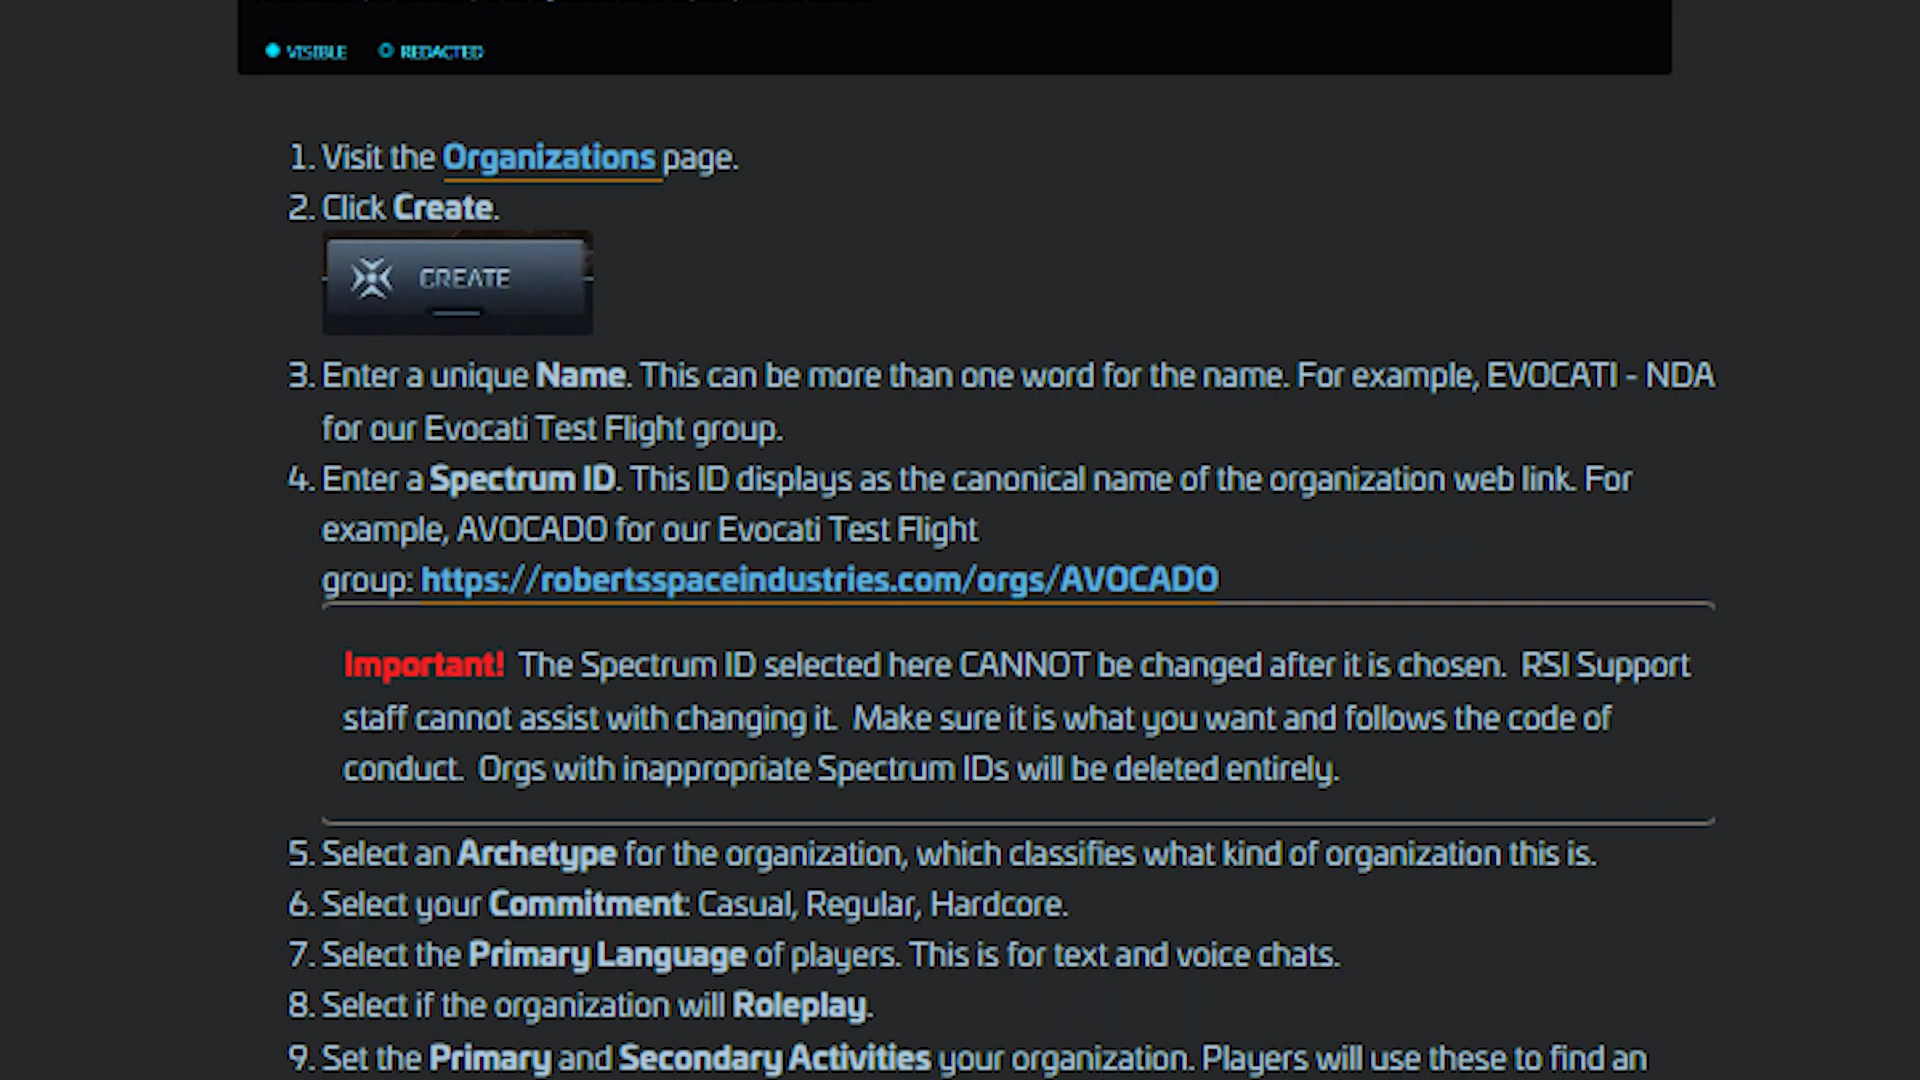 VISIBLE REDACTED
1. Visit the Organizations page.
2. Click Create.
CREATE
3. Enter a unique Name. This can be more than one word for the name. For example, EVOCATI - NDA
for our Evocati Test Flight group.
4. Enter a Spectrum ID. This ID displays as the canonical name of the organization web link. For
example, AVOCADO for our Evocati Test Flight
group: https://robertsspaceindustries.com/orgs/AVOCADO
Important! The Spectrum ID selected here CANNOT be changed after it is chosen. RSI Support
staff cannot assist with changing it. Make sure it is what you want and follows the code of
conduct. Orgs with inappropriate Spectrum IDs will be deleted entirely.
5. Select an Archetype for the organization, which classifies what kind of organization this is.
6. Select your Commitment: Casual, Regular, Hardcore.
7. Select the Primary Language of players. This is for text and voice chats.
8. Select if the organization will Roleplay.
9. Set the Primary and Secondary Activities your organization. Players will use these to find an